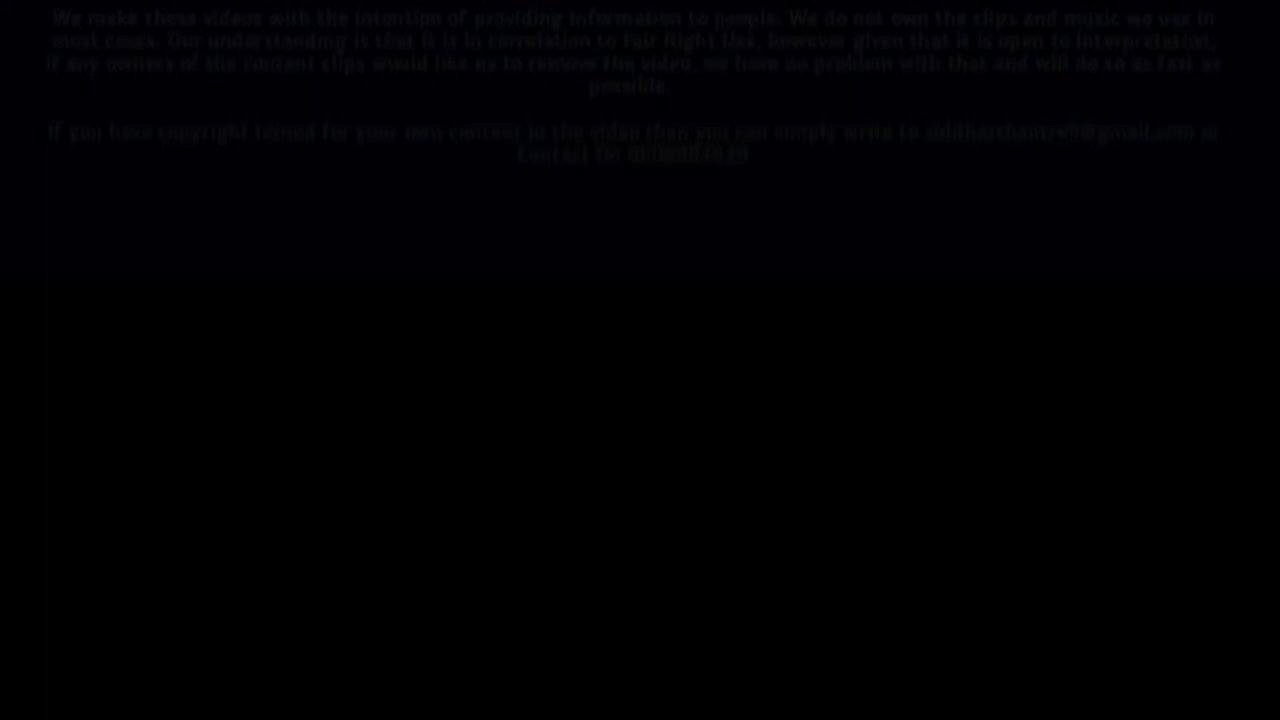 We make these videos with the intention of providing information to people. We do not own the clips and music we use in
most cases. Our understanding is that it is in correlation to Fair Right Use, however given that it is open to interpretation,
if any owners of the content clips would like us to remove the video, we have no problem with that and will do so as fast as
possible.
If you have copyright issued for your own content in the video then you can simply write to or
Contact Us